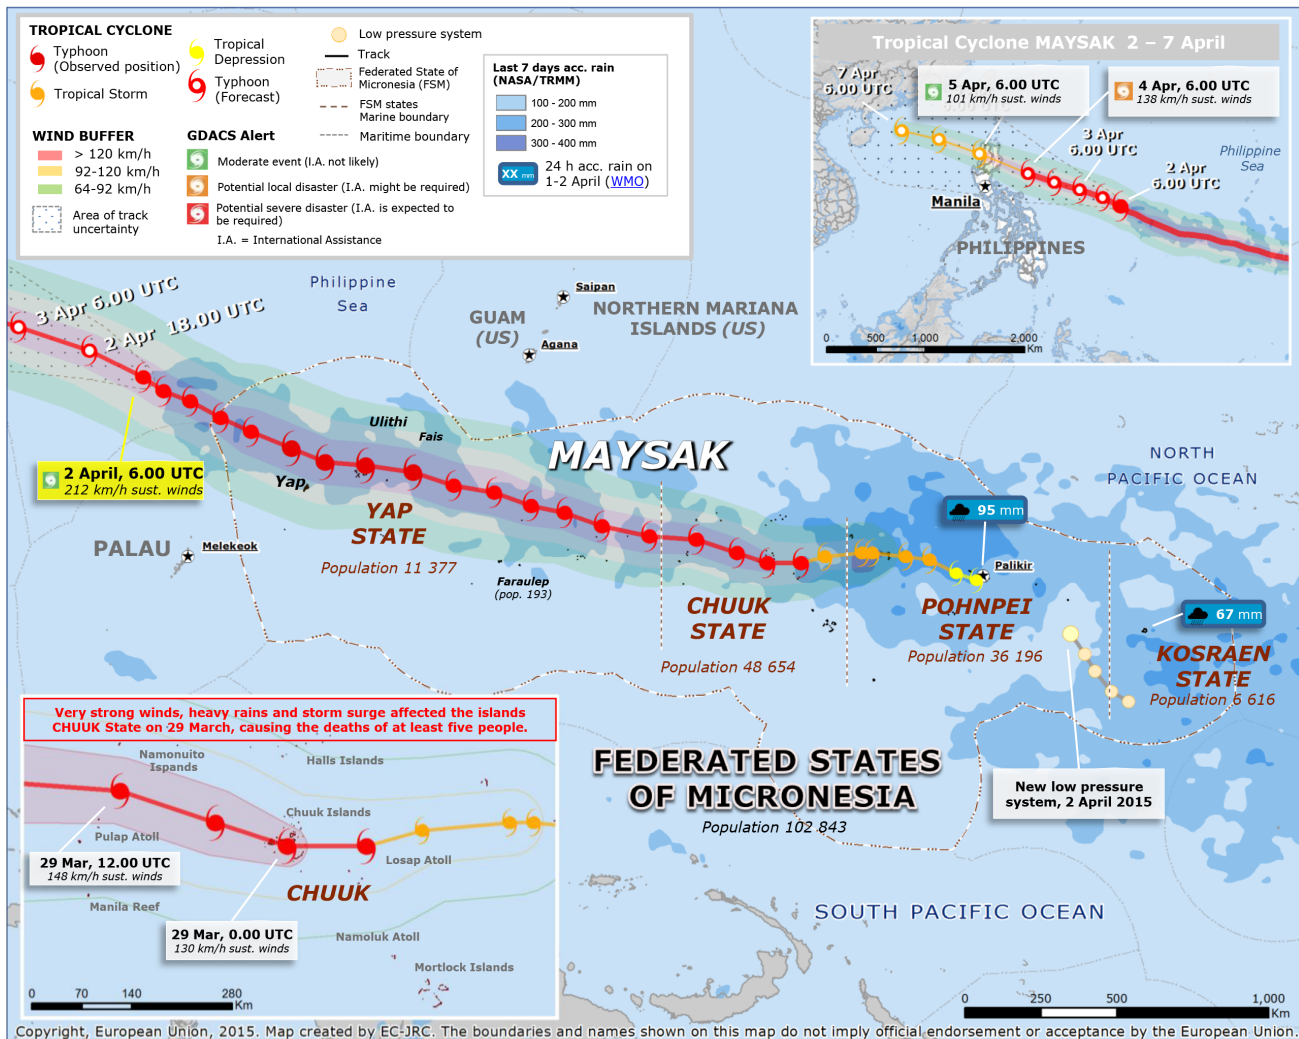 TROPICAL CYCLONE
Typhoon
(Observed position)
Tropical Storm
Tropical
Depression
Typhoon
(Forecast)
Low pressure system
Track
Federated State of
Micronesia (FSM)
FSM states
Marine boundary
Maritime boundary
WIND BUFFER
> 120 km/h
92-120 km/h
64-92 km/h
Area of track
uncertainty
GDACS Alert
Moderate event (I.A. not likely)
Potential local disaster (I.A. might be required)
Potential severe disaster (I.A. is expected to
be required)
I.A. = International Assistance
Last 7 days acc. rain
(NASA/TRMM)
100 - 200 mm
200 - 300 mm
300 - 400 mm
XX mm
24 h acc. rain on
1-2 April (WMO)
Tropical Cyclone MAYSAK 2 – 7 April
7 Apr
6.00 UTC
5 Apr, 6.00 UTC
101 km/h sust. winds
4 Apr, 6.00 UTC
138 km/h sust. winds
3 Apr
6.00 UTC
2 Apr
6.00 UTC
Philippine
Sea
Manila
PHILIPPINES
0 500 1,000 2,000
Km
3 Apr 6.00 UTC
2 Apr 18.00 UTC
Philippine
Sea
Saipan
GUAM
(US)
NORTHERN MARIANA
ISLANDS (US)
Agana
Ulithi
Fais
MAYSAK
NORTH
PACIFIC OCEAN
2 April, 6.00 UTC
212 km/h sust. winds
Yap
YAP
STATE
Population 11 377
PALAU
Melekeok
Faraulep
(pop. 193)
95 mm
Palikir
CHUUK
STATE
Population 48 654
POHNPEI
STATE
Population 36 196
67 mm
KOSRAEN
STATE
Population 6 616
Very strong winds, heavy rains and storm surge affected the islands
CHUUK State on 29 March, causing the deaths of at least five people.
Namonuito
Ispands
Halls Islands
Chuuk Islands
Pulap Atoll
Losap Atoll
29 Mar, 12.00 UTC
148 km/h sust. winds
CHUUK
Manila Reef
29 Mar, 0.00 UTC
130 km/h sust. winds
Namoluk Atoll
Mortlock Islands
0 70 140 280
Km
FEDERATED STATES
OF MICRONESIA
Population 102 843
New low pressure
system, 2 April 2015
SOUTH PACIFIC OCEAN
0 250 500 1,000
Km
Copyright, European Union, 2015. Map created by EC-JRC. The boundaries and names shown on this map do not imply official endorsement or acceptance by the European Union.